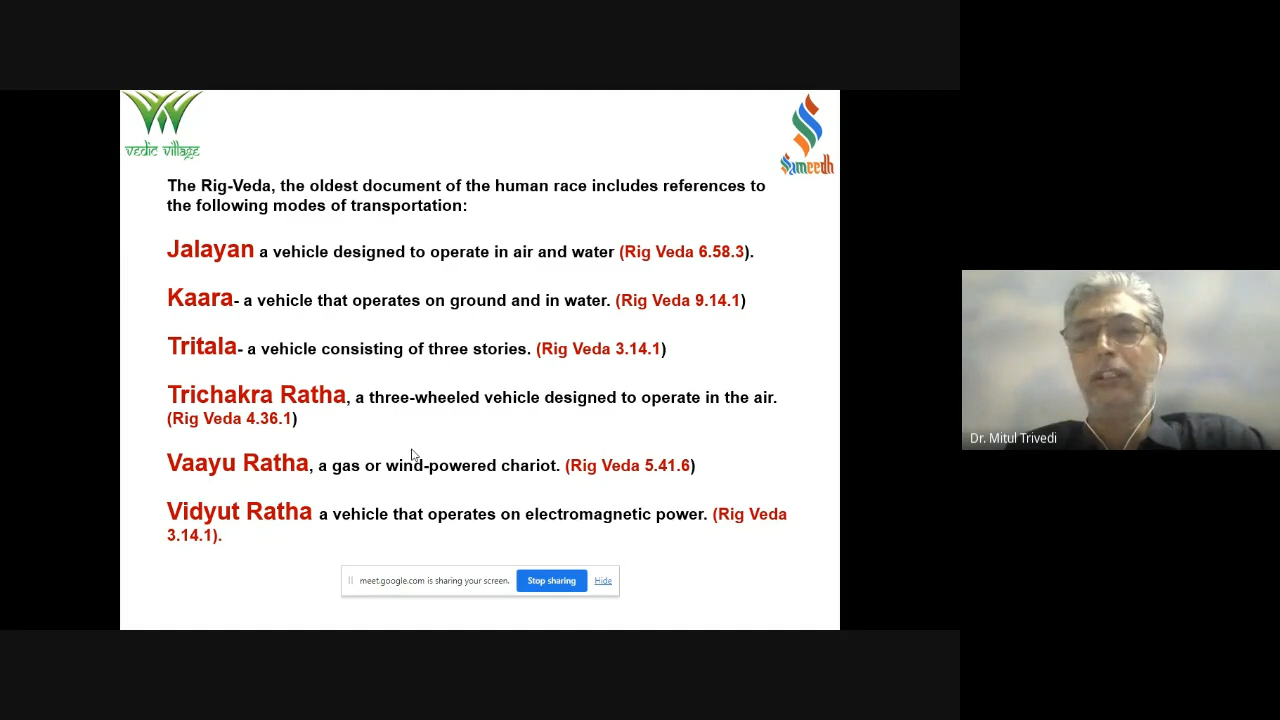 vedic village
Sameedh
The Rig-Veda, the oldest document of the human race includes references to
the following modes of transportation:
Jalayan a vehicle designed to operate in air and water (Rig Veda 6.58.3).
Kaara- a vehicle that operates on ground and in water. (Rig Veda 9.14.1)
Tritala- a vehicle consisting of three stories. (Rig Veda 3.14.1)
Trichakra Ratha, a three-wheeled vehicle designed to operate in the air.
(Rig Veda 4.36.1)
Vaayu Ratha, a gas or wind-powered chariot. (Rig Veda 5.41.6)
Vidyut Ratha a vehicle that operates on electromagnetic power. (Rig Veda
3.14.1).
meet.google.com is sharing your screen. Stop sharing Hide
Dr. Mitul Trivedi